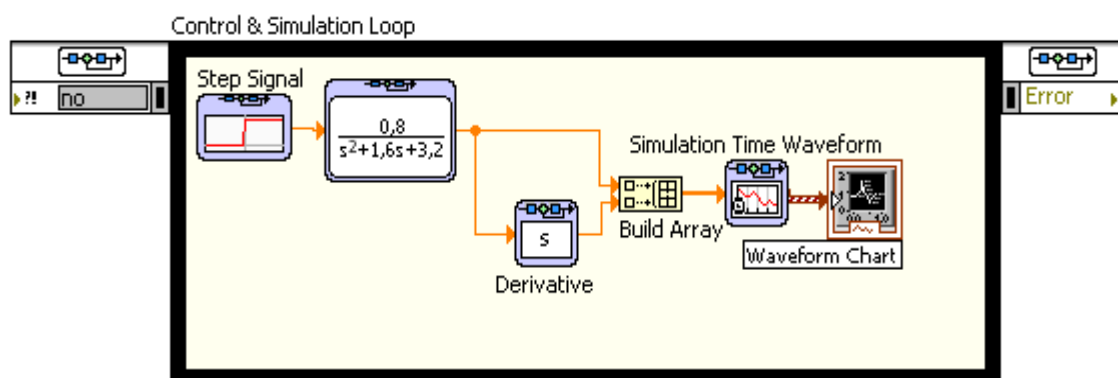 Control & Simulation Loop
Step Signal
?! no
Error
0,8
s²+1,6s+3,2
Simulation Time Waveform
Build Array
s
Derivative
2
Waveform Chart